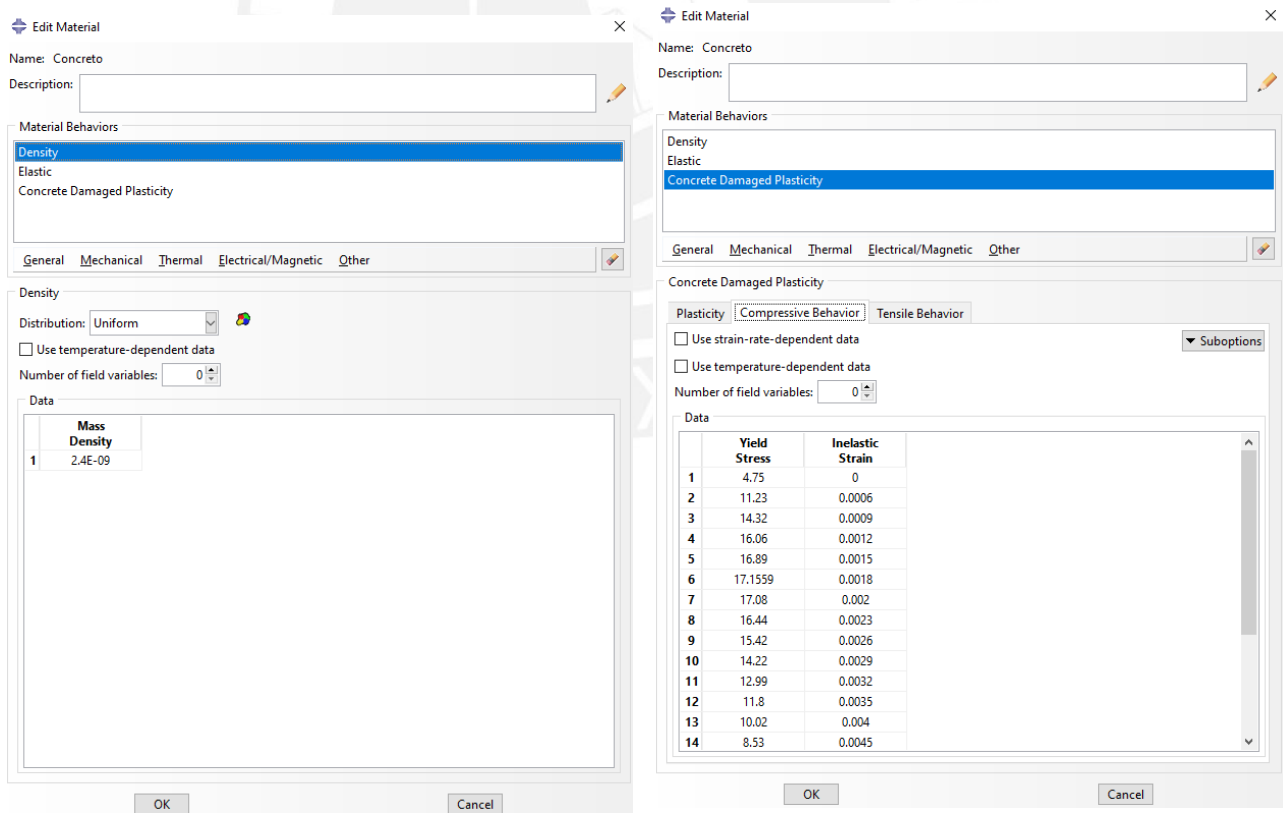 Edit Material
Name: Concreto
Description:
Material Behaviors
Density
Elastic
Concrete Damaged Plasticity
General Mechanical Thermal Electrical/Magnetic Other
Density
Distribution: Uniform
Use temperature-dependent data
Number of field variables: 0
Data
Mass
Density
1 2.4E-09
OK Cancel
Edit Material
Name: Concreto
Description:
Material Behaviors
Density
Elastic
Concrete Damaged Plasticity
General Mechanical Thermal Electrical/Magnetic Other
Concrete Damaged Plasticity
Plasticity Compressive Behavior Tensile Behavior
Use strain-rate-dependent data
Suboptions
Use temperature-dependent data
Number of field variables: 0
Data
Yield Inelastic
Stress Strain
1 4.75 0
2 11.23 0.0006
3 14.32 0.0009
4 16.06 0.0012
5 16.89 0.0015
6 17.1559 0.0018
7 17.08 0.002
8 16.44 0.0023
9 15.42 0.0026
10 14.22 0.0029
11 12.99 0.0032
12 11.8 0.0035
13 10.02 0.004
14 8.53 0.0045
OK Cancel